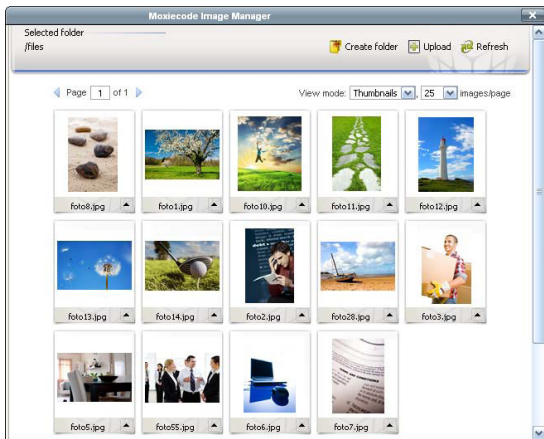 Moxiecode Image Manager
Selected folder
/files
Create folder Upload Refresh
Page 1 of 1
View mode: Thumbnails , 25 images/page
foto8.jpg foto1.jpg foto10.jpg foto11.jpg foto12.jpg
debt
foto13.jpg foto14.jpg foto2.jpg foto28.jpg foto3.jpg
foto5.jpg foto55.jpg foto6.jpg foto7.jpg